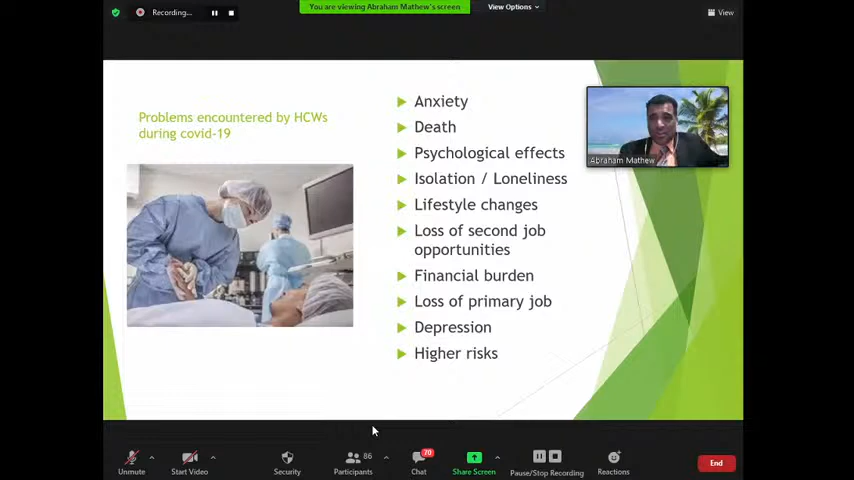 Recording...
You are viewing Abraham Mathew's screen
View Options
View
Problems encountered by HCWs
during covid-19
Anxiety
Death
Psychological effects
Isolation / Loneliness
Lifestyle changes
Loss of second job
opportunities
Financial burden
Loss of primary job
Depression
Higher risks
Abraham Mathew
Unmute
Start Video
Security
86
Participants
70
Chat
Share Screen
Pause/Stop Recording
Reactions
End